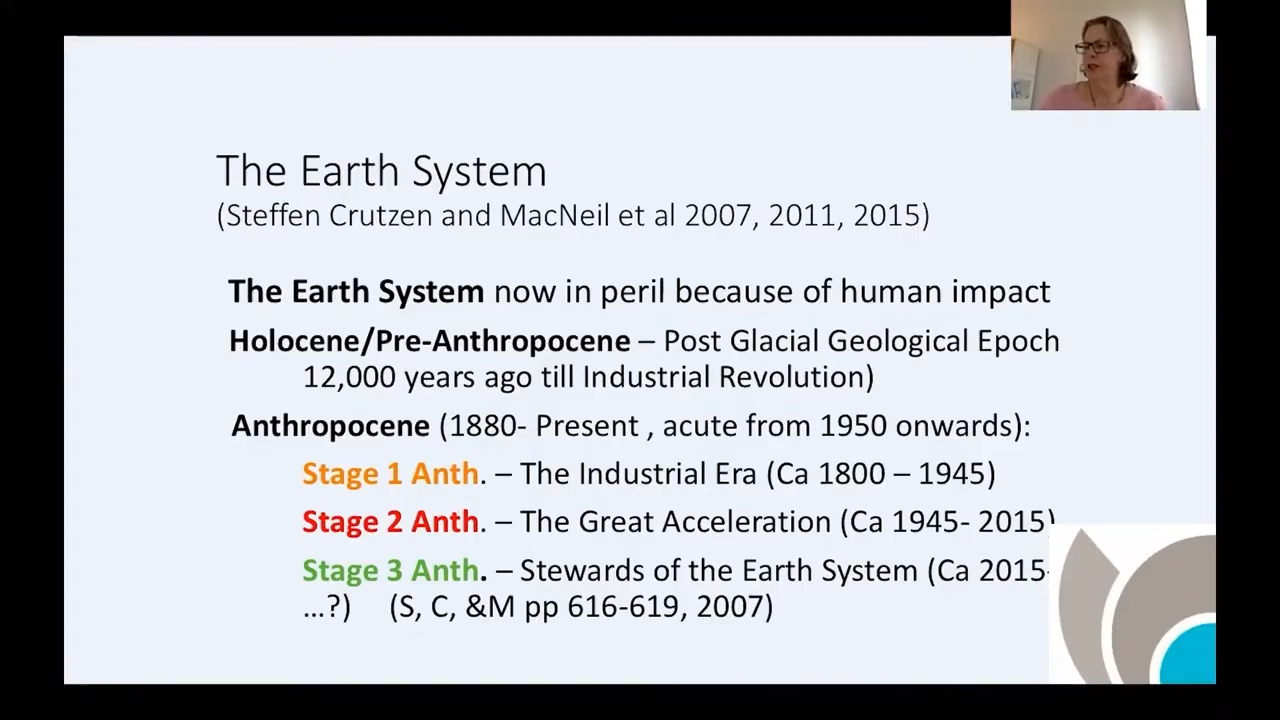 The Earth System
(Steffen Crutzen and MacNeil et al 2007, 2011, 2015)
The Earth System now in peril because of human impact
Holocene/Pre-Anthropocene – Post Glacial Geological Epoch
12,000 years ago till Industrial Revolution)
Anthropocene (1880- Present , acute from 1950 onwards):
Stage 1 Anth. – The Industrial Era (Ca 1800 – 1945)
Stage 2 Anth. – The Great Acceleration (Ca 1945- 2015)
Stage 3 Anth. – Stewards of the Earth System (Ca 2015-
...?) (S, C, &M pp 616-619, 2007)